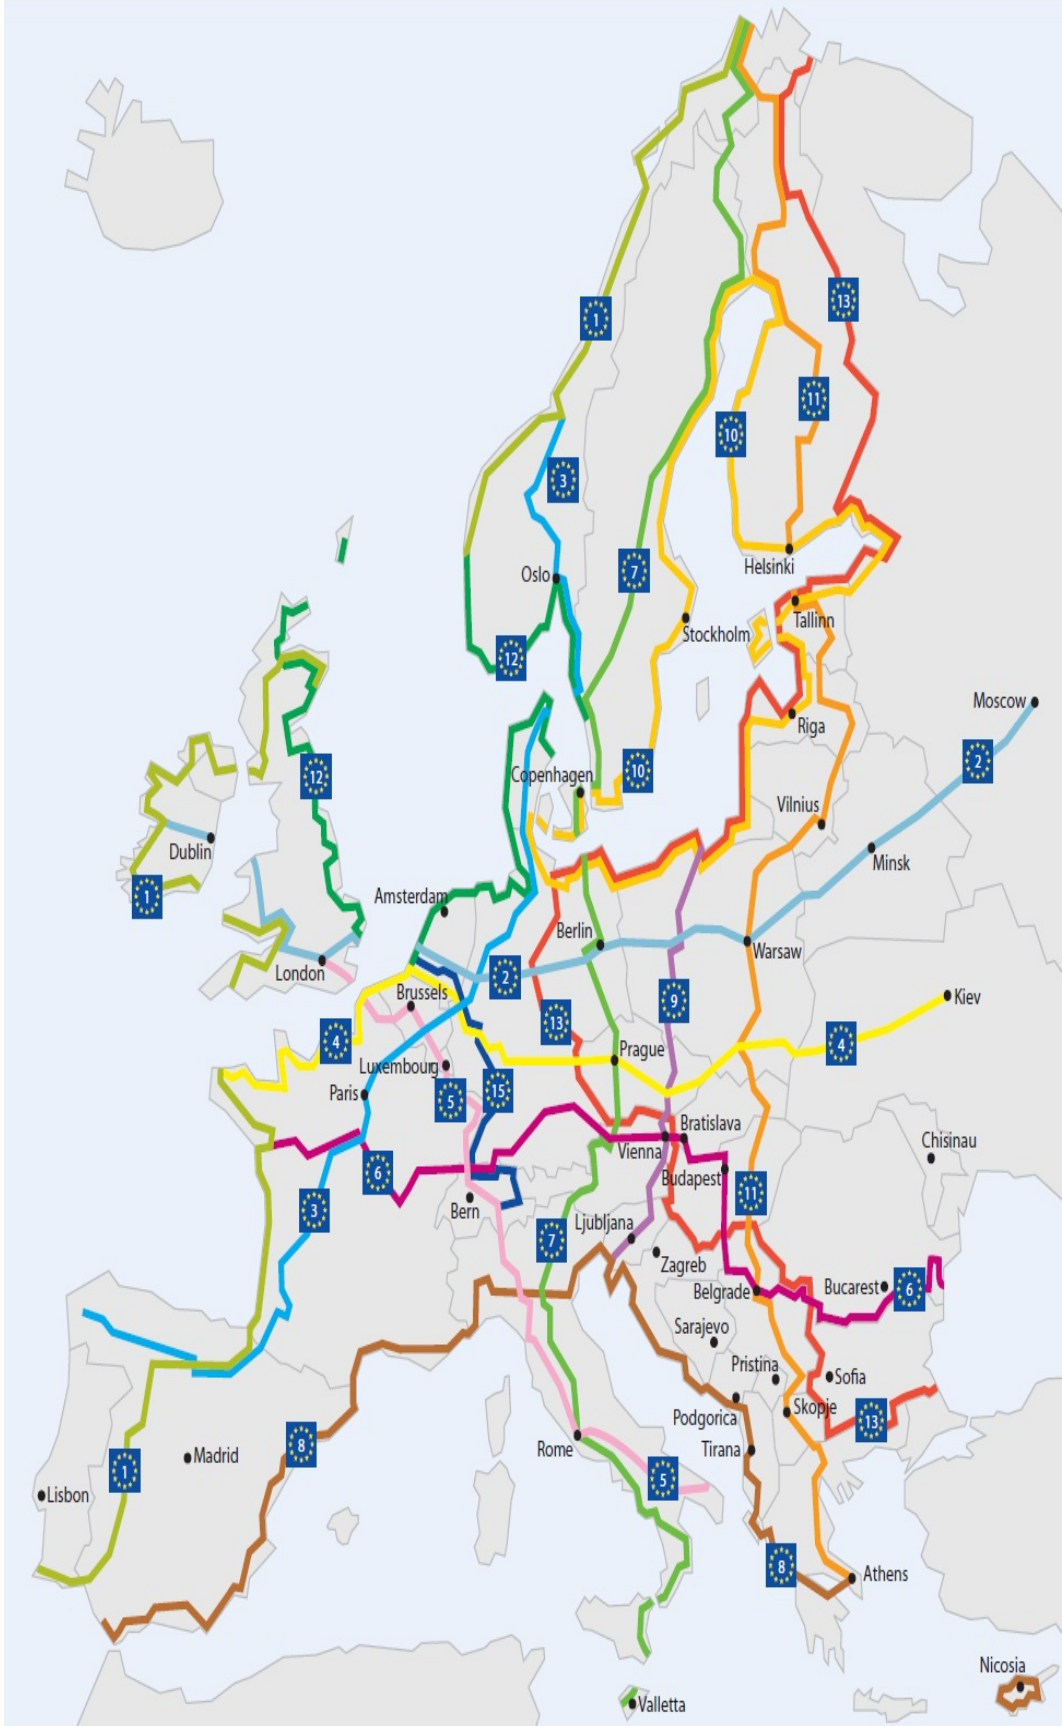 1
13
11
10
3
Helsinki
Oslo
7
Tallinn
Stockholm
12
Moscow
Riga
2
10
12
Copenhagen
Vilnius
Dublin
Minsk
1
Amsterdam
Berlin
Warsaw
London
2
Brussels
9
Kiev
13
4
4
Prague
Luxembourg
Paris
15
5
Bratislava
Chisinau
Vienna
6
Budapest
11
Bern
3
Ljubljana
7
Zagreb
Belgrade
Bucarest
6
Sarajevo
Pristina
Sofia
Skopje
Podgorica
13
8
Rome
Tirana
Madrid
1
5
Lisbon
8
Athens
Nicosia
Valletta